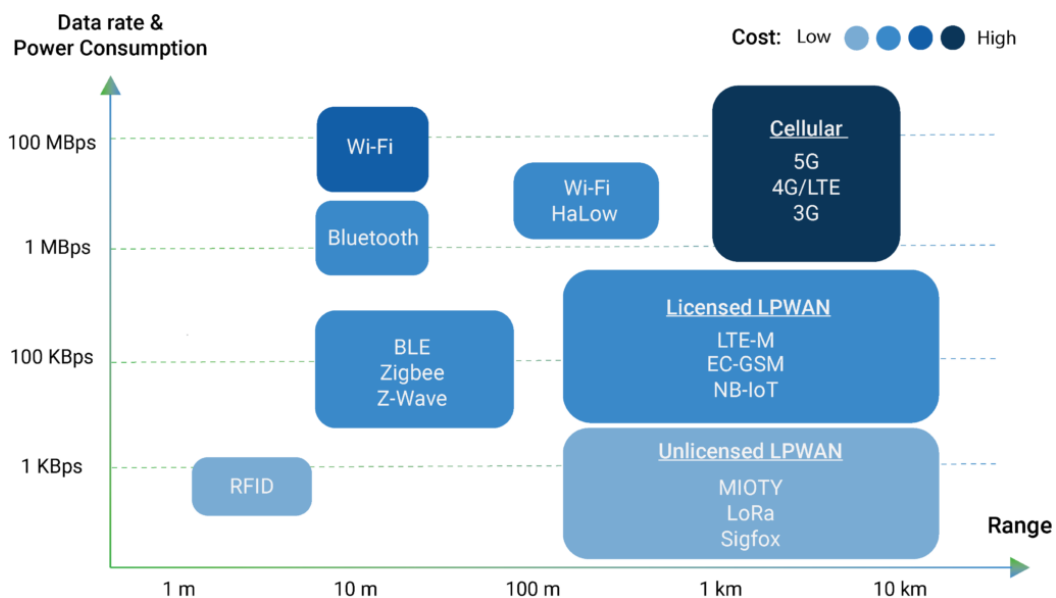 Data rate &
Power Consumption
Cost: Low High
100 MBps
1 MBps
100 KBps
1 KBps
Wi-Fi
Bluetooth
Wi-Fi
HaLow
Cellular
5G
4G/LTE
3G
BLE
Zigbee
Z-Wave
Licensed LPWAN
LTE-M
EC-GSM
NB-IoT
RFID
Unlicensed LPWAN
MIOTY
LoRa
Sigfox
Range
1 m 10 m 100 m 1 km 10 km